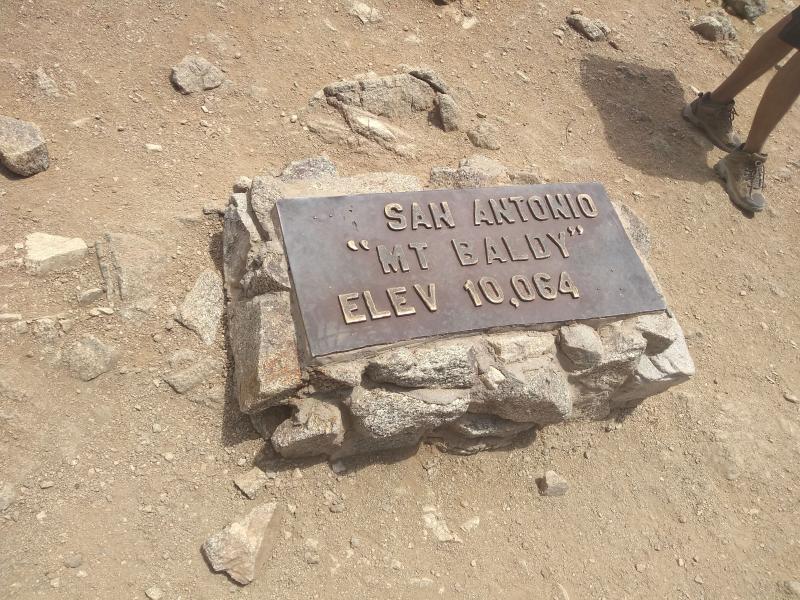 SAN ANTONIO
"MT BALDY"
ELEV 10,064